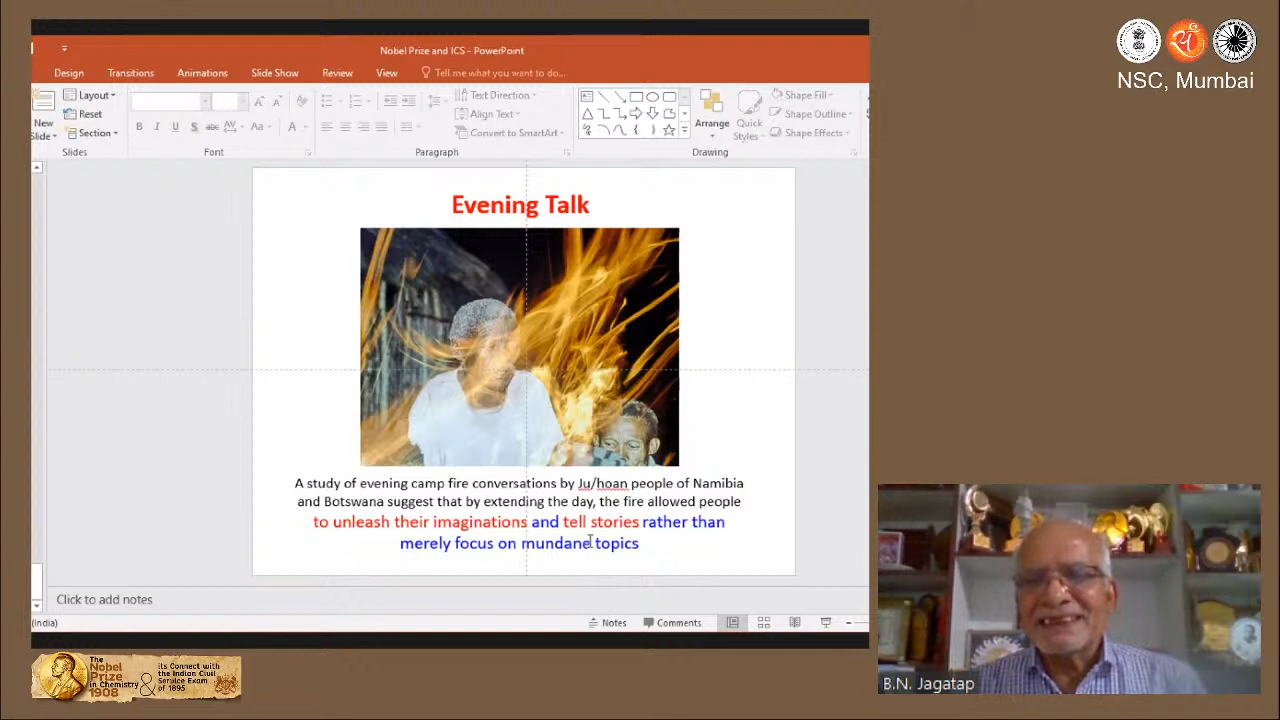 Nobel Prize and ICS - PowerPoint
Design Transitions Animations Slide Show Review View Tell me what you want to do...
Layout
Reset
Section
New
Slide
Text Direction
Align Text
Convert to SmartArt
Arrange
Quick
Styles
Shape Fill
Shape Outline
Shape Effects
Slides Font Paragraph Drawing
Evening Talk
A study of evening camp fire conversations by Ju/hoan people of Namibia
and Botswana suggest that by extending the day, the fire allowed people
to unleash their imaginations and tell stories rather than
merely focus on mundane topics
Click to add notes
(India) Notes Comments
NSC, Mumbai
B.N. Jagatap
The
Nobel
Prize
in Chemistry
1908
&
its Connect with
the Indian Civil
Service Exam
of 1895